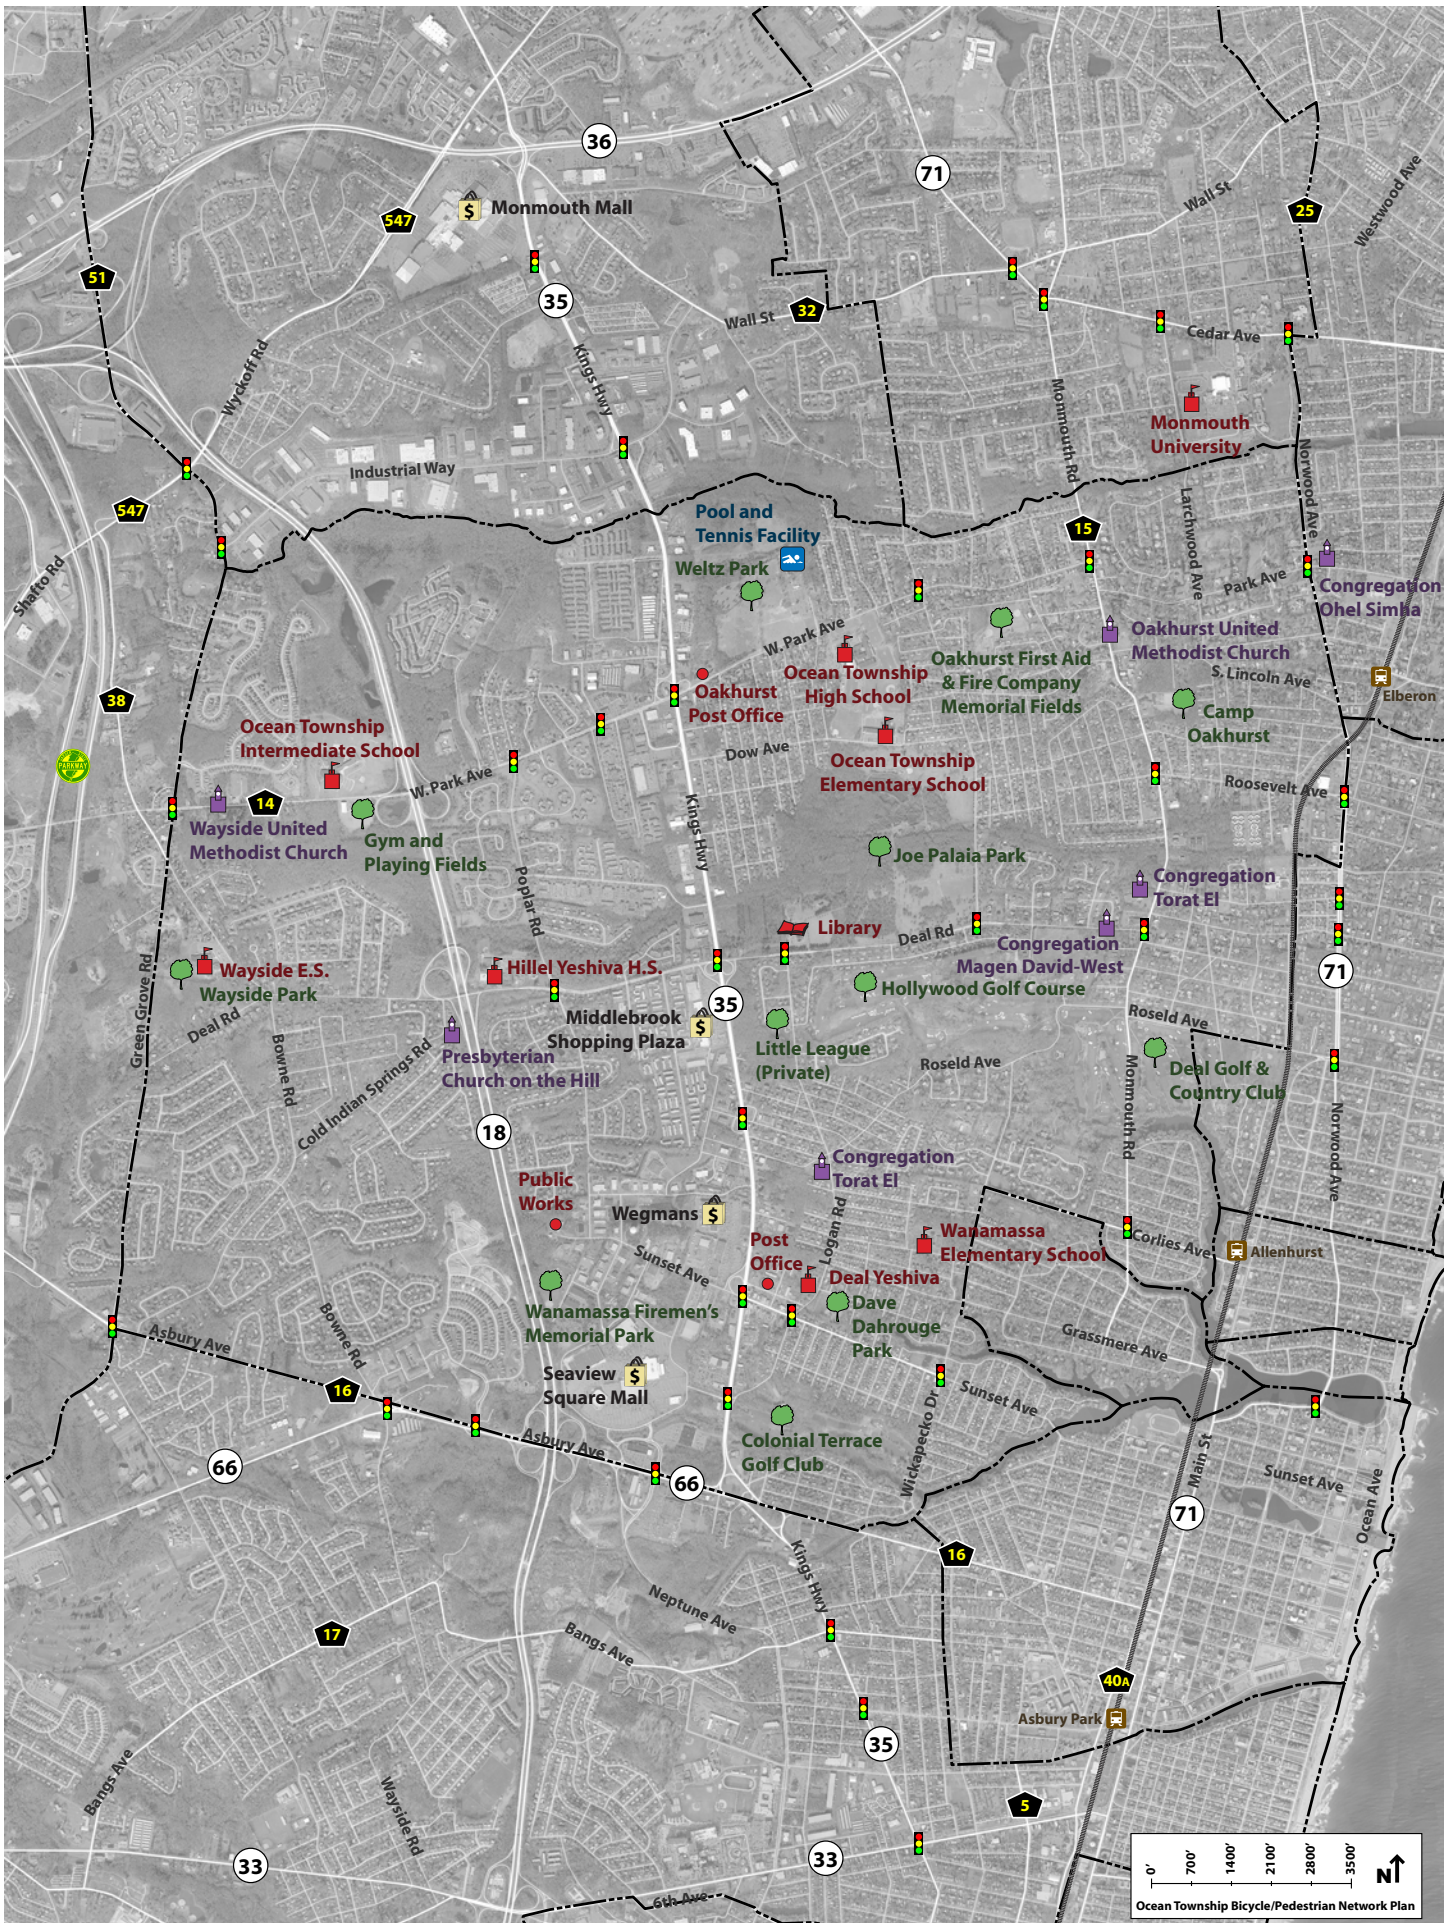 36
71
Wall St
Westwood Ave
547
$
Monmouth Mall
25
51
35
32
Wall St
Cedar Ave
Wyckoff Rd
Kings Hwy
Monmouth Rd
Monmouth
University
Industrial Way
Norwood Ave
547
Pool and
Tennis Facility
15
Larchwood Ave
Weltz Park
Park Ave
Congregation
Ohel Simha
Shafto Rd
W. Park Ave
Oakhurst United
Methodist Church
Ocean Township
High School
Oakhurst First Aid
& Fire Company
Memorial Fields
S. Lincoln Ave
Elberon
Oakhurst
Post Office
38
Camp
Oakhurst
Ocean Township
Intermediate School
Dow Ave
Ocean Township
Elementary School
PARKWAY
W. Park Ave
Roosevelt Ave
14
Wayside United
Methodist Church
Gym and
Playing Fields
Kings Hwy
Joe Palaia Park
Poplar Rd
Congregation
Torat El
Library
Deal Rd
Congregation
Magen David-West
Green Grove Rd
Wayside E.S.
Wayside Park
Hillel Yeshiva H.S.
71
Hollywood Golf Course
35
Deal Rd
Middlebrook
Shopping Plaza
$
Roseld Ave
Bowne Rd
Cold Indian Springs Rd
Presbyterian
Church on the Hill
Little League
(Private)
Roseld Ave
Deal Golf &
Country Club
Monmouth Rd
18
Norwood Ave
Congregation
Torat El
Public
Works
Wegmans
$
Logan Rd
Wanamassa
Elementary School
Corlies Ave
Allenhurst
Sunset Ave
Post
Office
Deal Yeshiva
Wanamassa Firemen's
Memorial Park
Dave
Dahrouge
Park
Bowne Rd
Asbury Ave
Grassmere Ave
16
Seaview
Square Mall
$
Sunset Ave
Wickapecko Dr
Asbury Ave
Colonial Terrace
Golf Club
66
66
Main St
Sunset Ave
Ocean Ave
71
16
Kings Hwy
Neptune Ave
17
Bangs Ave
40A
Asbury Park
35
Bangs Ave
Wayside Rd
5
33
33
6th Ave
0'
700'
1400'
2100'
2800'
3500'
N
Ocean Township Bicycle/Pedestrian Network Plan